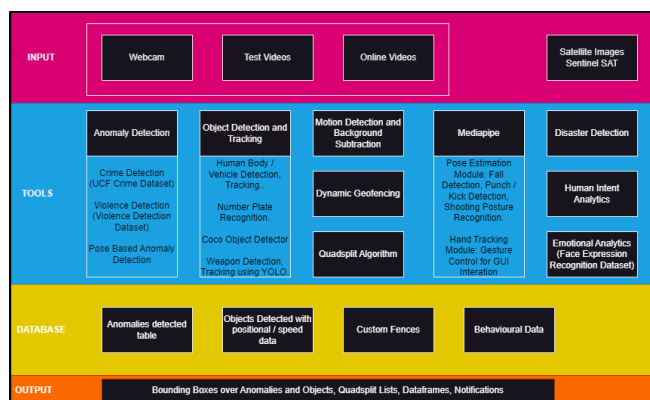 INPUT
Webcam
Test Videos
Online Videos
Satellite Images
Sentinel SAT
TOOLS
Anomaly Detection
Crime Detection
(UCF Crime Dataset)
Violence Detection
(Violence Detection
Dataset)
Pose Based Anomaly
Detection
Object Detection and
Tracking
Human Body /
Vehicle Detection,
Tracking..
Number Plate
Recognition.
Coco Object Detector
Weapon Detection,
Tracking using YOLO.
Motion Detection and
Background
Subtraction
Dynamic Geofencing
Quadsplit Algorithm
Mediapipe
Pose Estimation
Module: Fall
Detection, Punch /
Kick Detection,
Shooting Posture
Recognition.
Hand Tracking
Module: Gesture
Control for GUI
Interation
Disaster Detection
Human Intent
Analytics
Emotional Analytics
(Face Expression
Recognition Dataset)
DATABASE
Anomalies detected
table
Objects Detected with
positional / speed
data
Custom Fences
Behavioural Data
OUTPUT
Bounding Boxes over Anomalies and Objects, Quadsplit Lists, Dataframes, Notifications